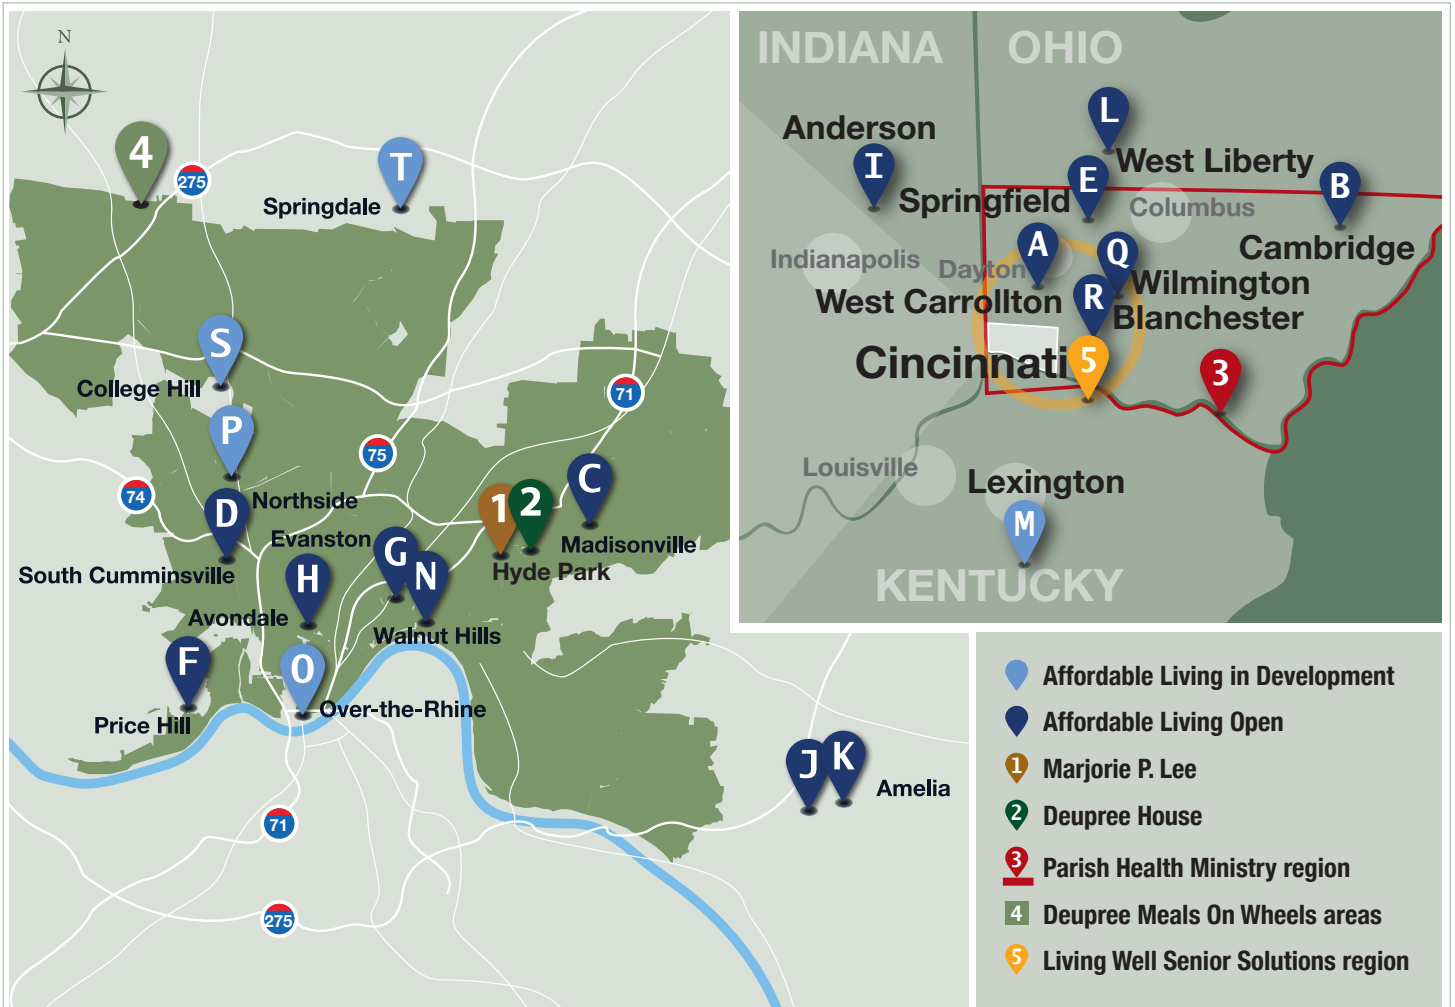 N
4
275
T
Springdale
S
College Hill
P
71
75
74
D
Northside
1
2
C
Evanston
G
Madisonville
South Cumminsville
H
N
Hyde Park
Avondale
Walnut Hills
F
O
Price Hill
Over-the-Rhine
J
K
Amelia
71
275
INDIANA
OHIO
L
Anderson
I
West Liberty
E
B
Springfield
Columbus
A
Q
Cambridge
Indianapolis
Dayton
Wilmington
West Carrollton
R
Blanchester
Cincinnati
5
3
Louisville
Lexington
M
KENTUCKY
Affordable Living in Development
Affordable Living Open
1 Marjorie P. Lee
2 Deupree House
3 Parish Health Ministry region
4 Deupree Meals On Wheels areas
5 Living Well Senior Solutions region